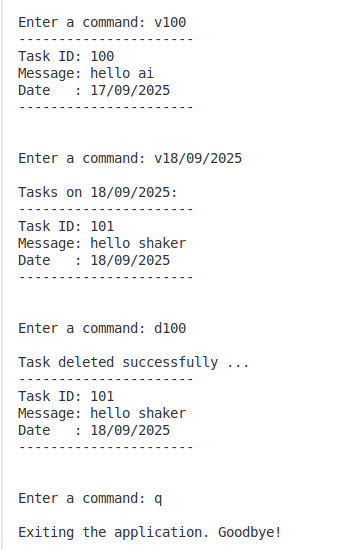 Enter a command: v100
----------------------
Task ID: 100
Message: hello ai
Date   : 17/09/2025
----------------------
Enter a command: v18/09/2025
Tasks on 18/09/2025:
----------------------
Task ID: 101
Message: hello shaker
Date   : 18/09/2025
----------------------
Enter a command: d100
Task deleted successfully ...
----------------------
Task ID: 101
Message: hello shaker
Date   : 18/09/2025
----------------------
Enter a command: q
Exiting the application. Goodbye!